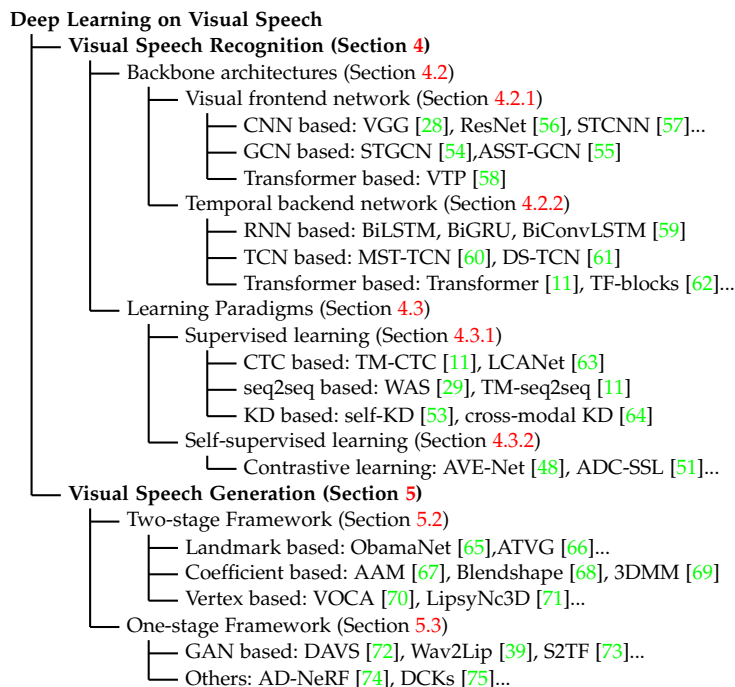 Deep Learning on Visual Speech
Visual Speech Recognition (Section 4)
Backbone architectures (Section 4.2)
Visual frontend network (Section 4.2.1)
CNN based: VGG [28], ResNet [56], STCNN [57]...
GCN based: STGCN [54],ASST-GCN [55]
Transformer based: VTP [58]
Temporal backend network (Section 4.2.2)
RNN based: BiLSTM, BiGRU, BiConvLSTM [59]
TCN based: MST-TCN [60], DS-TCN [61]
Transformer based: Transformer [11], TF-blocks [62]...
Learning Paradigms (Section 4.3)
Supervised learning (Section 4.3.1)
CTC based: TM-CTC [11], LCANet [63]
seq2seq based: WAS [29], TM-seq2seq [11]
KD based: self-KD [53], cross-modal KD [64]
Self-supervised learning (Section 4.3.2)
Contrastive learning: AVE-Net [48], ADC-SSL [51]...
Visual Speech Generation (Section 5)
Two-stage Framework (Section 5.2)
Landmark based: ObamaNet [65],ATVG [66]...
Coefficient based: AAM [67], Blendshape [68], 3DMM [69]
Vertex based: VOCA [70], LipsyNc3D [71]...
One-stage Framework (Section 5.3)
GAN based: DAVS [72], Wav2Lip [39], S2TF [73]...
Others: AD-NeRF [74], DCKs [75]...